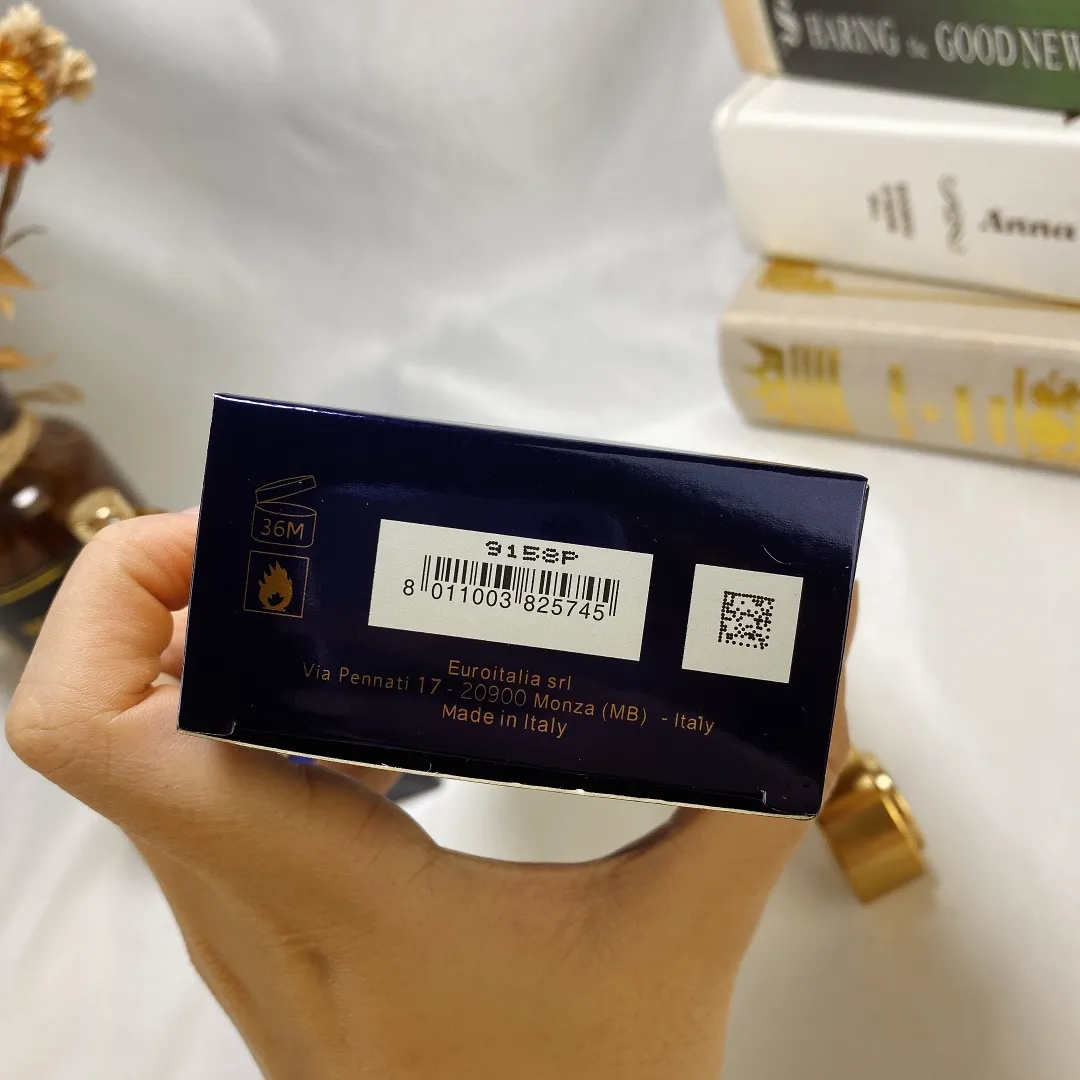 SHARING the GOOD NEW
Anna
36M
9158P
8 011003 825745
Euroitalia srl
Via Pennati 17 - 20900 Monza (MB) - Italy
Made in Italy